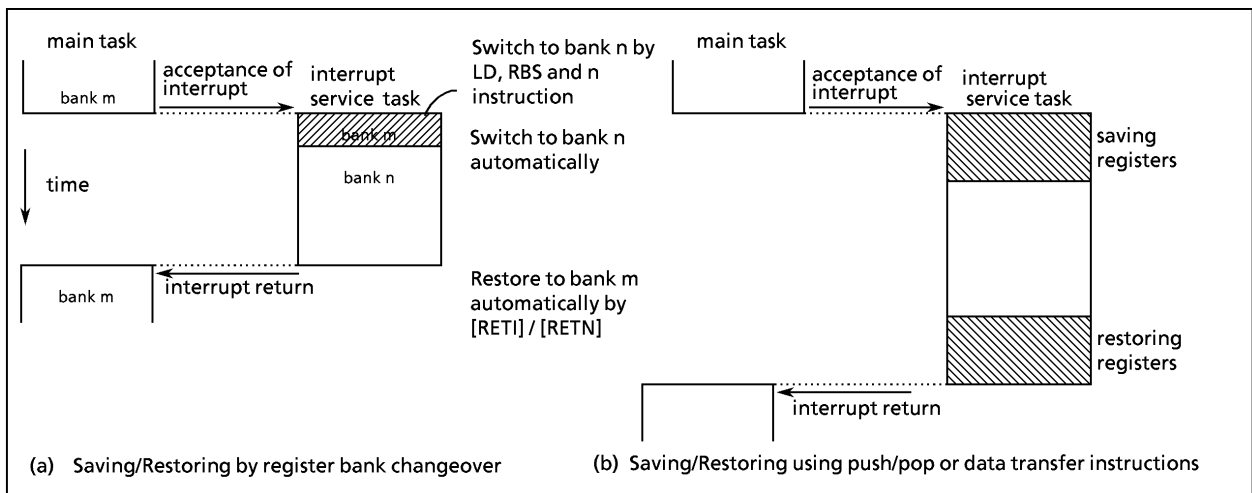 main task
bank m
acceptance of
interrupt
interrupt
service task
bank m
bank n
Switch to bank n by
LD, RBS and n
instruction
Switch to bank n
automatically
time
interrupt return
bank m
Restore to bank m
automatically by
[RETI] / [RETN]
(a) Saving/Restoring by register bank changeover
main task
acceptance of
interrupt
interrupt
service task
saving
registers
restoring
registers
interrupt return
(b) Saving/Restoring using push/pop or data transfer instructions